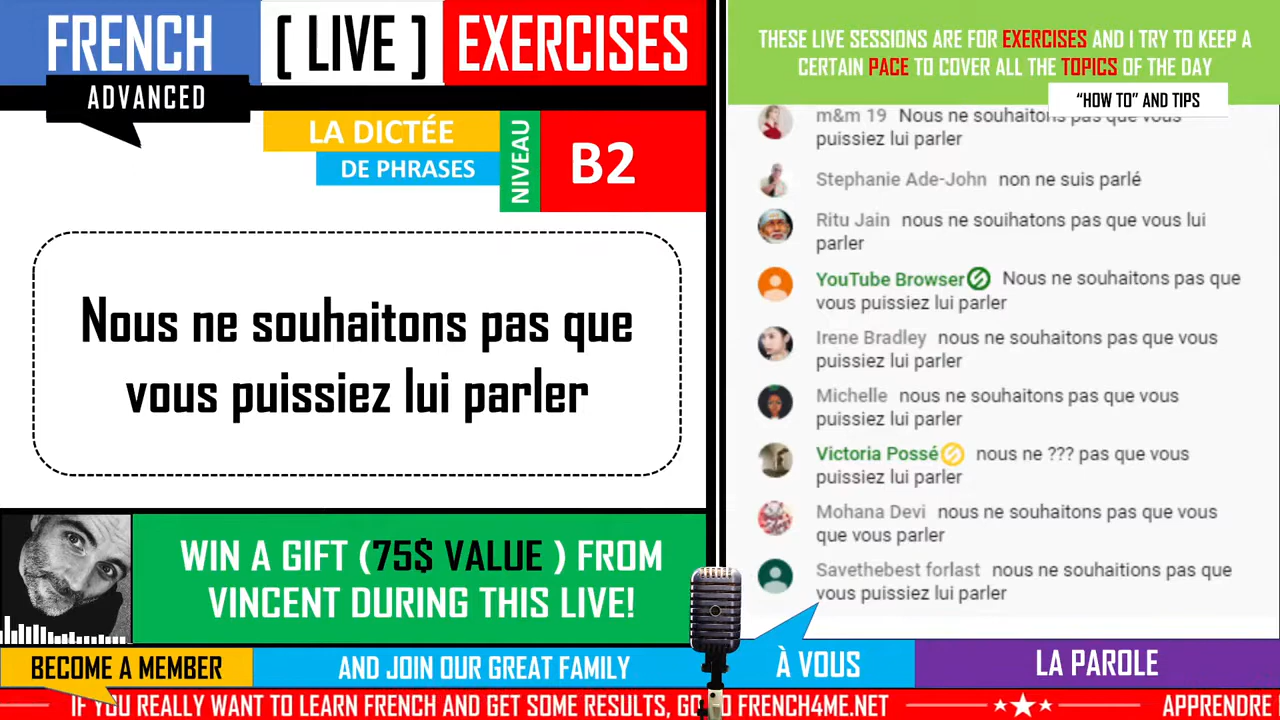 FRENCH [ LIVE ] EXERCISES
ADVANCED
LA DICTÉE
DE PHRASES
NIVEAU
B2
Nous ne souhaitons pas que
vous puissiez lui parler
WIN A GIFT (75$ VALUE ) FROM
VINCENT DURING THIS LIVE!
BECOME A MEMBER
AND JOIN OUR GREAT FAMILY
THESE LIVE SESSIONS ARE FOR EXERCISES AND I TRY TO KEEP A
CERTAIN PACE TO COVER ALL THE TOPICS OF THE DAY
“HOW TO” AND TIPS
m&m 19 Nous ne souhaitons pas que vous
puissiez lui parler
Stephanie Ade-John non ne suis parlé
Ritu Jain nous ne souihatons pas que vous lui
parler
YouTube Browser Nous ne souhaitons pas que
vous puissiez lui parler
Irene Bradley nous ne souhaitons pas que vous
puissiez lui parler
Michelle nous ne souhaitons pas que vous
puissiez lui parler
Victoria Possé nous ne ??? pas que vous
puissiez lui parler
Mohana Devi nous ne souhaitons pas que vous
que vous parler
Savethebest forlast nous ne souhaitions pas que
vous puissiez lui parler
À VOUS
LA PAROLE
IF YOU REALLY WANT TO LEARN FRENCH AND GET SOME RESULTS, GO TO FRENCH4ME.NET
APPRENDRE